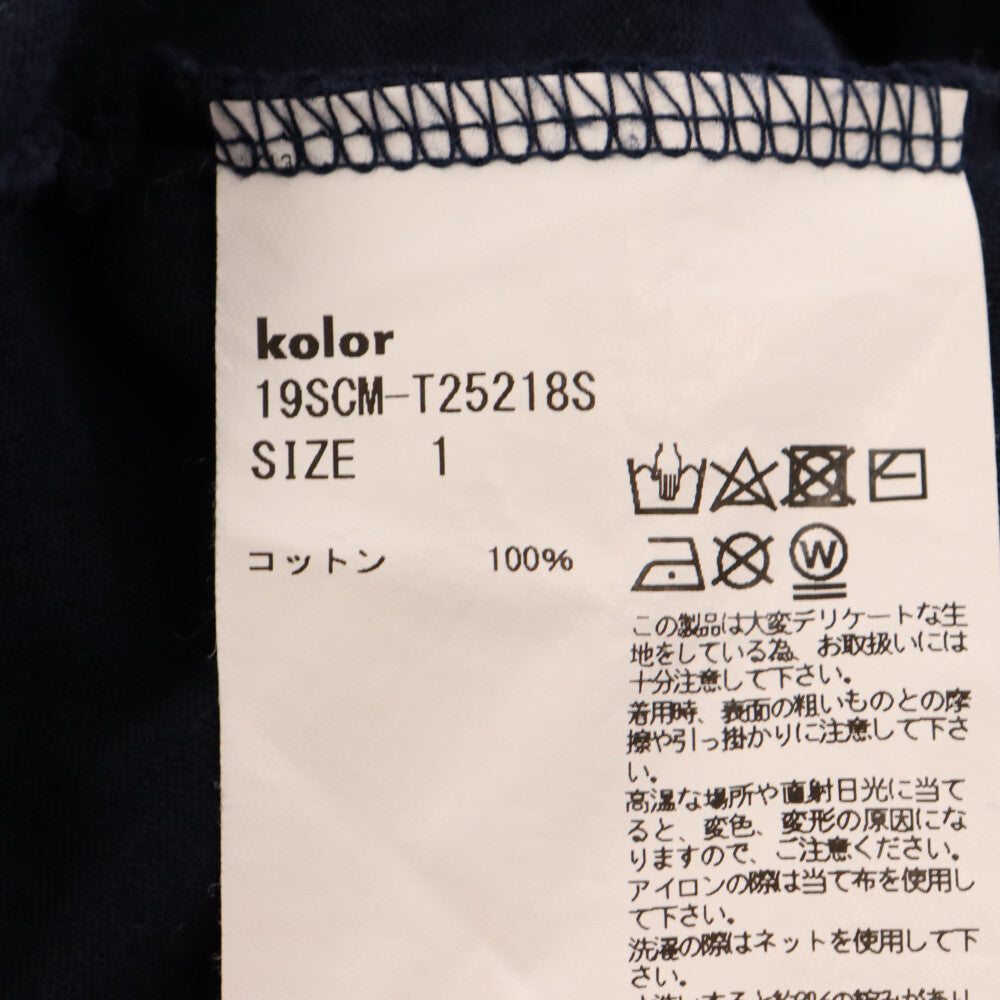 kolor
19SCM-T25218S
SIZE 1
コットン 100%
W
この製品は大変デリケートな生
地をしている為、お取扱いには
十分注意して下さい。
着用時、表面の粗いものとの摩
擦や引っ掛かりに注意して下さ
い。
高温な場所や直射日光に当て
ると、変色、変形の原因にな
りますので、ご注意ください。
アイロンの際は当て布を使用し
て下さい。
洗濯の際はネットを使用して下
さい。